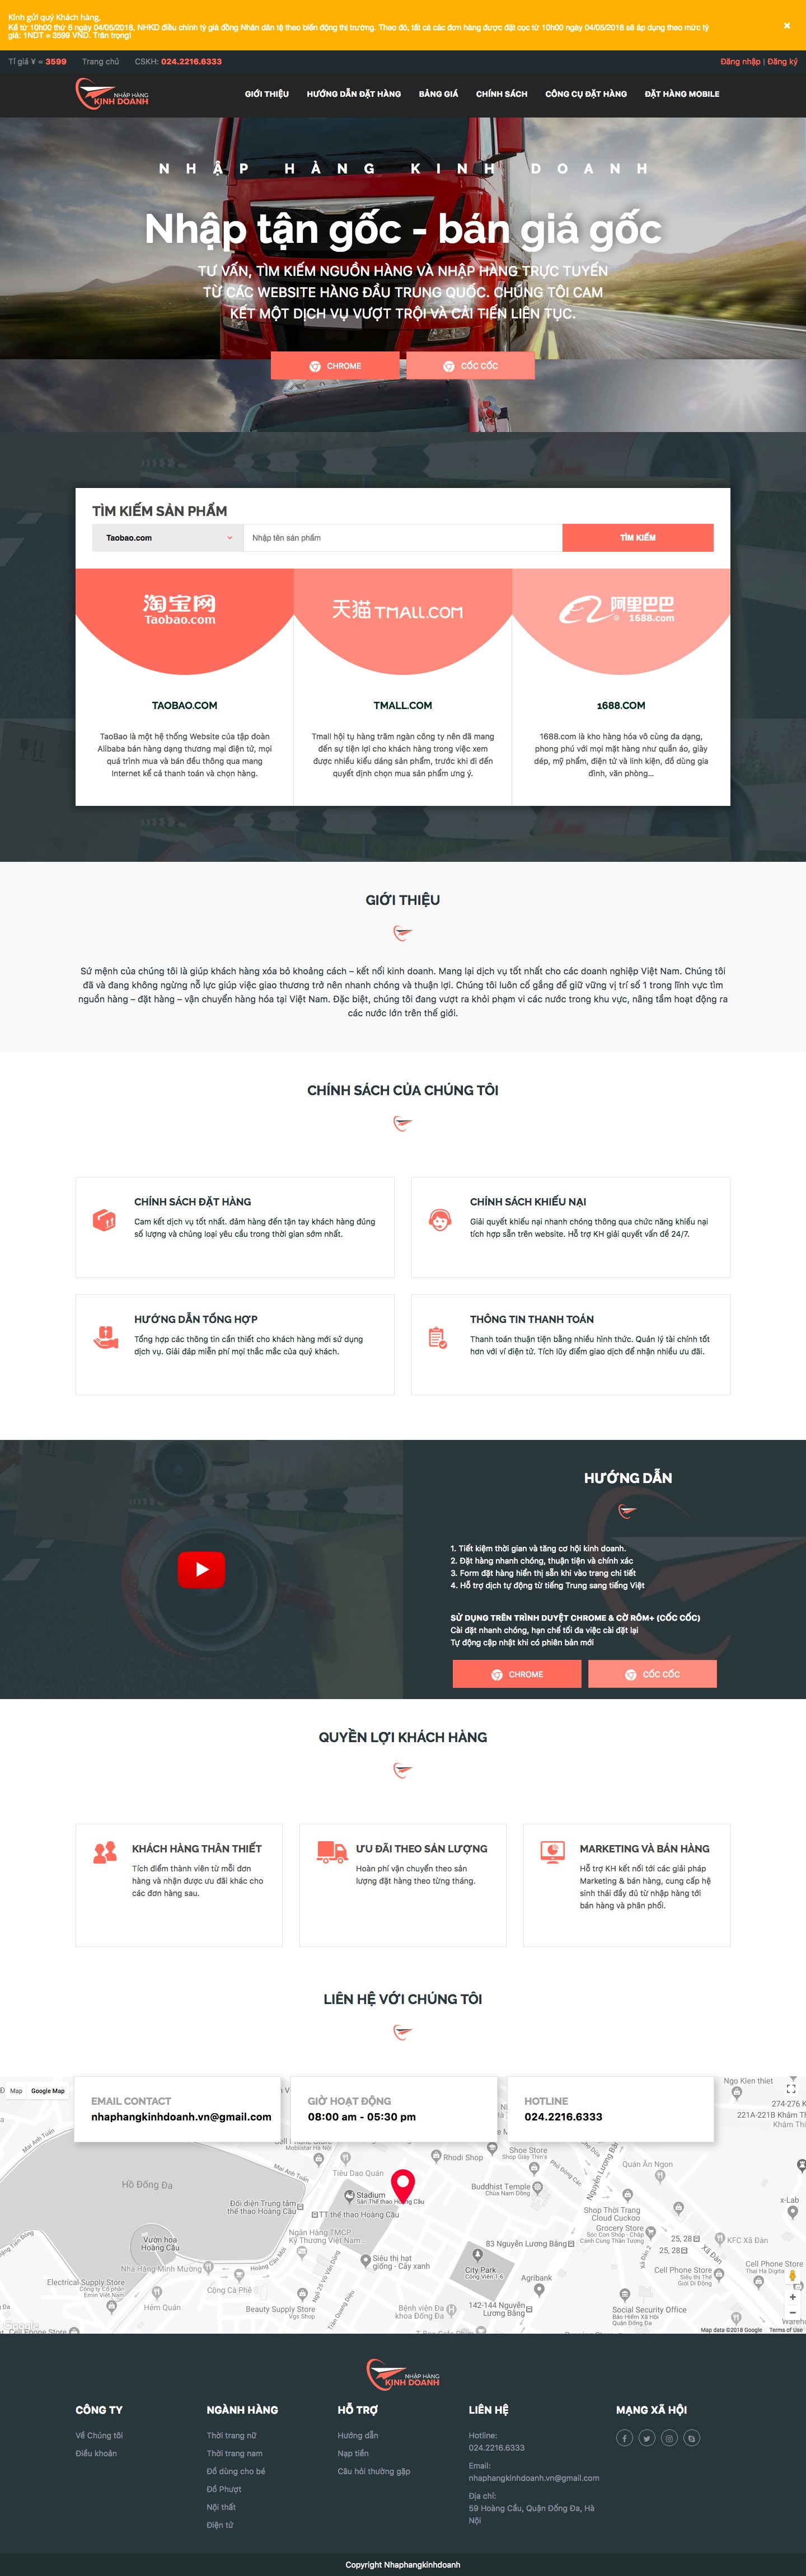 Kính gửi quý Khách hàng,
Kể từ 10h00 thứ 6 ngày 04/05/2018, NHKD điều chỉnh tỷ giá đồng Nhân dân tệ theo biến động thị trường. Theo đó, tất cả các đơn hàng được đặt cọc từ 10h00 ngày 04/05/2018 sẽ áp dụng theo mức tỷ
giá: 1NDT = 3599 VND. Trân trọng!
Tỉ giá ¥ = 3599 Trang chủ CSKH: 024.2216.6333 Đăng nhập | Đăng ký
NHẬP HÀNG
KINH DOANH
GIỚI THIỆU HƯỚNG DẪN ĐẶT HÀNG BẢNG GIÁ CHÍNH SÁCH CÔNG CỤ ĐẶT HÀNG ĐẶT HÀNG MOBILE
NHẬP HÀNG KINH DOANH
Nhập tận gốc - bán giá gốc
TƯ VẤN, TÌM KIẾM NGUỒN HÀNG VÀ NHẬP HÀNG TRỰC TUYẾN
TỪ CÁC WEBSITE HÀNG ĐẦU TRUNG QUỐC. CHÚNG TÔI CAM
KẾT MỘT DỊCH VỤ VƯỢT TRỘI VÀ CẢI TIẾN LIÊN TỤC.
CHROME CỐC CỐC
TÌM KIẾM SẢN PHẨM
Taobao.com Nhập tên sản phẩm TÌM KIẾM
淘宝网
Taobao.com
天猫 TMALL.COM
阿里巴巴
1688.com
TAOBAO.COM
TaoBao là một hệ thống Website của tập đoàn
Alibaba bán hàng dạng thương mại điện tử, mọi
quá trình mua và bán đều thông qua mang
Internet kể cả thanh toán và chọn hàng.
TMALL.COM
Tmall hội tụ hàng trăm ngàn công ty nên đã mang
đến sự tiện lợi cho khách hàng trong việc xem
được nhiều kiểu dáng sản phẩm, trước khi đi đến
quyết định chọn mua sản phẩm ưng ý.
1688.COM
1688.com là kho hàng hóa vô cùng đa dạng,
phong phú với mọi mặt hàng như quần áo, giày
dép, mỹ phẩm, điện tử và linh kiện, đồ dùng gia
đình, văn phòng...
GIỚI THIỆU
Sứ mệnh của chúng tôi là giúp khách hàng xóa bỏ khoảng cách – kết nối kinh doanh. Mang lại dịch vụ tốt nhất cho các doanh nghiệp Việt Nam. Chúng tôi
đã và đang không ngừng nỗ lực giúp việc giao thương trở nên nhanh chóng và thuận lợi. Chúng tôi luôn cố gắng để giữ vững vị trí số 1 trong lĩnh vực tìm
nguồn hàng – đặt hàng – vận chuyển hàng hóa tại Việt Nam. Đặc biệt, chúng tôi đang vượt ra khỏi phạm vi các nước trong khu vực, nâng tầm hoạt động ra
các nước lớn trên thế giới.
CHÍNH SÁCH CỦA CHÚNG TÔI
CHÍNH SÁCH ĐẶT HÀNG
Cam kết dịch vụ tốt nhất. đảm hàng đến tận tay khách hàng đúng
số lượng và chủng loại yêu cầu trong thời gian sớm nhất.
CHÍNH SÁCH KHIẾU NẠI
Giải quyết khiếu nại nhanh chóng thông qua chức năng khiếu nại
tích hợp sẵn trên website. Hỗ trợ KH giải quyết vấn đề 24/7.
HƯỚNG DẪN TỔNG HỢP
Tổng hợp các thông tin cần thiết cho khách hàng mới sử dụng
dịch vụ. Giải đáp miễn phí mọi thắc mắc của quý khách.
THÔNG TIN THANH TOÁN
Thanh toán thuận tiện bằng nhiều hình thức. Quản lý tài chính tốt
hơn với ví điện tử. Tích lũy điểm giao dịch để nhận nhiều ưu đãi.
HƯỚNG DẪN
1. Tiết kiệm thời gian và tăng cơ hội kinh doanh.
2. Đặt hàng nhanh chóng, thuận tiện và chính xác
3. Form đặt hàng hiển thị sẵn khi vào trang chi tiết
4. Hỗ trợ dịch tự động từ tiếng Trung sang tiếng Việt
SỬ DỤNG TRÊN TRÌNH DUYỆT CHROME & CỜ RÔM+ (CỐC CỐC)
Cài đặt nhanh chóng, hạn chế tối đa việc cài đặt lại
Tự động cập nhật khi có phiên bản mới
CHROME CỐC CỐC
QUYỀN LỢI KHÁCH HÀNG
KHÁCH HÀNG THÂN THIẾT
Tích điểm thành viên từ mỗi đơn
hàng và nhận được ưu đãi khác cho
các đơn hàng sau.
ƯU ĐÃI THEO SẢN LƯỢNG
Hoàn phí vận chuyển theo sản
lượng đặt hàng theo từng tháng.
MARKETING VÀ BÁN HÀNG
Hỗ trợ KH kết nối tới các giải pháp
Marketing & bán hàng, cung cấp hệ
sinh thái đầy đủ từ nhập hàng tới
bán hàng và phân phối.
LIÊN HỆ VỚI CHÚNG TÔI
Map Google Map
EMAIL CONTACT
nhaphangkinhdoanh.vn@gmail.com
GIỜ HOẠT ĐỘNG
08:00 am - 05:30 pm
HOTLINE
024.2216.6333
Ngo Kien thiet
274-276 K
221A-221B Khâm Th
Mai Anh Tuấn
Mobistar Hà Nội
Tiêu Dao Quán
Rhodi Shop
Shoe Store
Shop Giày Thm's
Quán Ăn Ngon
Hồ Đống Đa
Stadium
Sân Thể thao Hoàng Cầu
Buddhist Temple
Chùa Nam Đồng
x-Lab
Đối diện Trung tâm
thể thao Hoàng Cầu
TT thể thao Hoàng Cầu
Shop Trời Trang
Cloud Cuckoo
Vườn hoa
Hoàng Cầu
Ngân Hàng TMCP
Kỹ Thương Việt Nam...
83 Nguyễn Lương Bằng
Grocery Store
25, 28
KFC Xã Đàn
Nhà Hàng Minh Mường
Siêu thị hạt
giống - Cây xanh
City Park
Công Viên 1-6
Cell Phone Store
Electrical Supply Store
Cộng Cà Phê
Agribank
Hẻm Quán
Beauty Supply Store
Vgs Shop
Bệnh viện Đa
khoa Đống Đa
142-144 Nguyễn
Lương Bằng
Social Security Office
Bảo Hiểm Xã Hội
Quận Đống Đa
Google
Map data ©2018 Google Terms of Use
NHẬP HÀNG
KINH DOANH
CÔNG TY
Về Chúng tôi
Điều khoản
NGÀNH HÀNG
Thời trang nữ
Thời trang nam
Đồ dùng cho bé
Đồ Phượt
Nội thất
Điện tử
HỖ TRỢ
Hướng dẫn
Nạp tiền
Câu hỏi thường gặp
LIÊN HỆ
Hotline:
024.2216.6333
Email:
nhaphangkinhdoanh.vn@gmail.com
Địa chỉ:
59 Hoàng Cầu, Quận Đống Đa, Hà
Nội
MẠNG XÃ HỘI
Copyright Nhaphangkinhdoanh